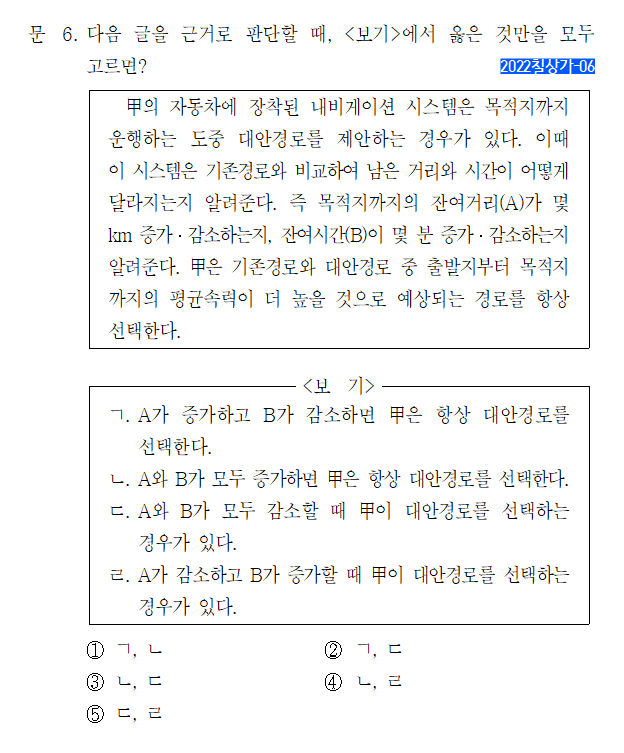 문 6. 다음 글을 근거로 판단할 때, <보기>에서 옳은 것만을 모두
고르면?
2022칠상가-06
甲의 자동차에 장착된 내비게이션 시스템은 목적지까지
운행하는 도중 대안경로를 제안하는 경우가 있다. 이때
이 시스템은 기존경로와 비교하여 남은 거리와 시간이 어떻게
달라지는지 알려준다. 즉 목적지까지의 잔여거리(A)가 몇
km 증가·감소하는지, 잔여시간(B)이 몇 분 증가·감소하는지
알려준다. 甲은 기존경로와 대안경로 중 출발지부터 목적지
까지의 평균속력이 더 높을 것으로 예상되는 경로를 항상
선택한다.
<보 기>
ㄱ. A가 증가하고 B가 감소하면 甲은 항상 대안경로를
선택한다.
ㄴ. A와 B가 모두 증가하면 甲은 항상 대안경로를 선택한다.
ㄷ. A와 B가 모두 감소할 때 甲이 대안경로를 선택하는
경우가 있다.
ㄹ. A가 감소하고 B가 증가할 때 甲이 대안경로를 선택하는
경우가 있다.
① ㄱ, ㄴ ② ㄱ, ㄷ
③ ㄴ, ㄷ ④ ㄴ, ㄹ
⑤ ㄷ, ㄹ